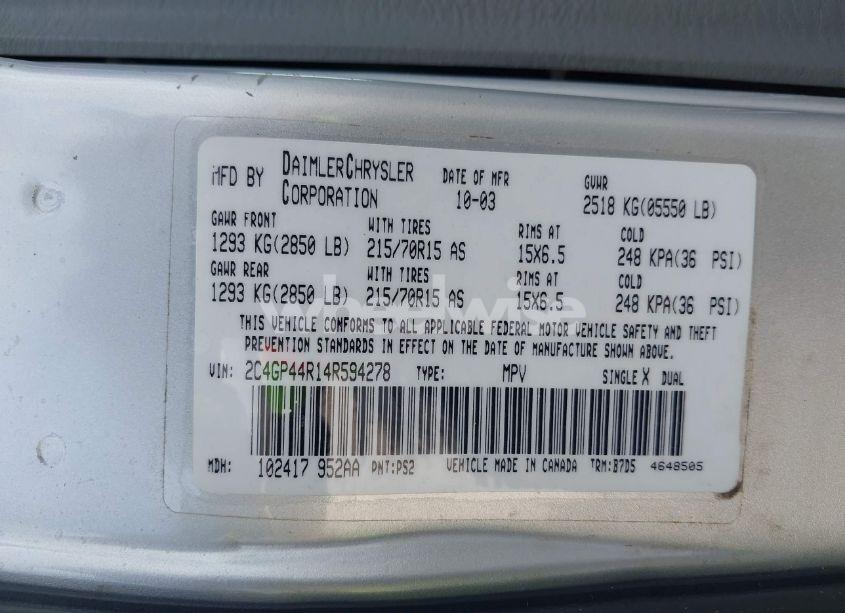 MFD BY DAIMLERCHRYSLER CORPORATION DATE OF MFR 10-03 GVWR 2518 KG(05550 LB)
GAWR FRONT WITH TIRES RIMS AT COLD
1293 KG(2850 LB) 215/70R15 AS 15X6.5 248 KPA(36 PSI)
GAWR REAR WITH TIRES RIMS AT COLD
1293 KG(2850 LB) 215/70R15 AS 15X6.5 248 KPA(36 PSI)
wheelwise
THIS VEHICLE CONFORMS TO ALL APPLICABLE FEDERAL MOTOR VEHICLE SAFETY AND THEFT
PREVENTION STANDARDS IN EFFECT ON THE DATE OF MANUFACTURE SHOWN ABOVE.
VIN: 2C4GP44R14R594278 TYPE: MPV SINGLE X DUAL
MDH: 102417 952AA PNT:PS2 VEHICLE MADE IN CANADA TRM:B7D5 4648505